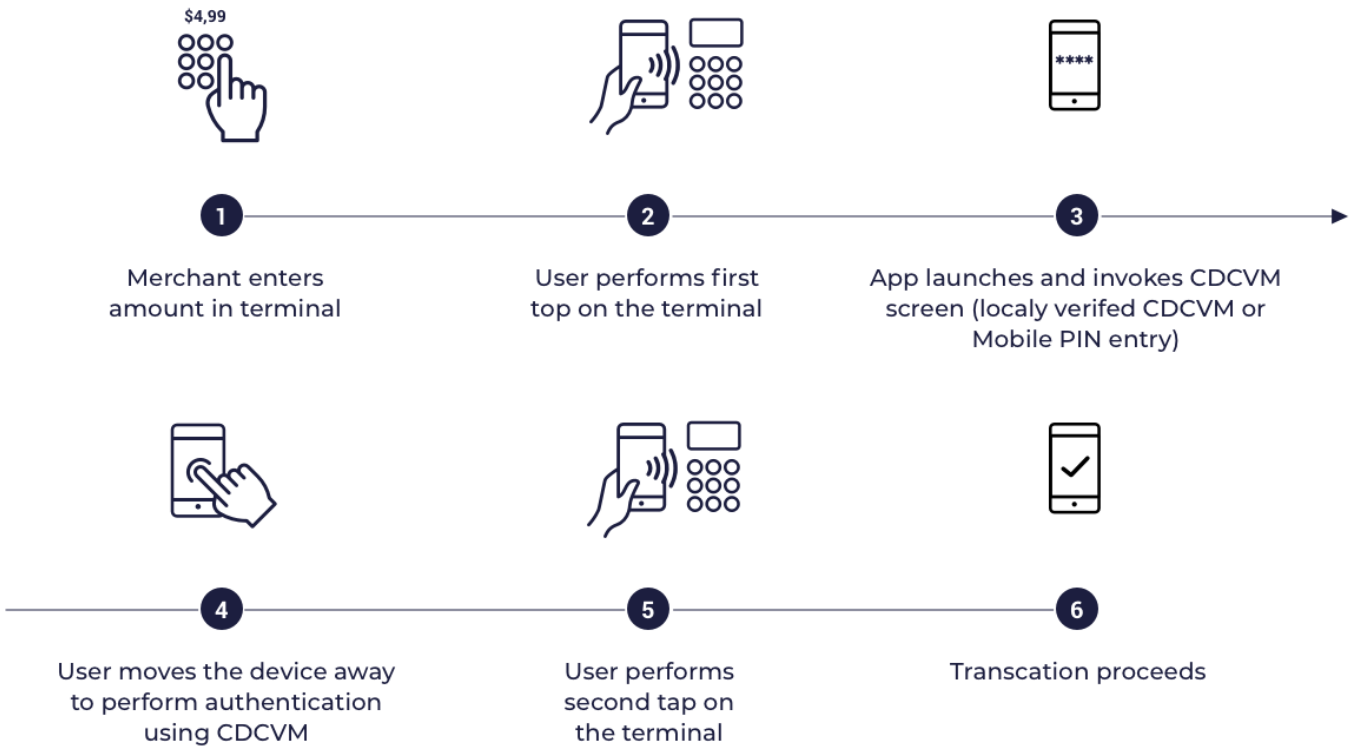 $4,99
****
1
2
3
Merchant enters
amount in terminal
User performs first
top on the terminal
App launches and invokes CDCVM
screen (localy verifed CDCVM or
Mobile PIN entry)
4
5
6
User moves the device away
to perform authentication
using CDCVM
User performs
second tap on
the terminal
Transcation proceeds